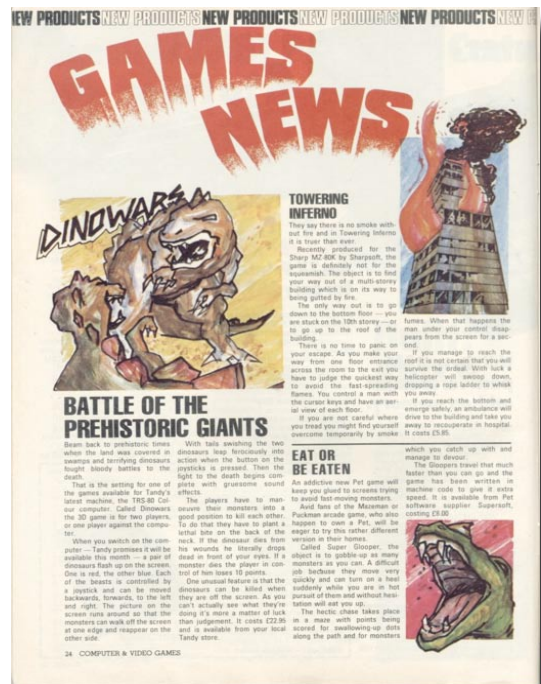 NEW PRODUCTS NEW PRODUCTS NEW PRODUCTS NEW PRODUCTS NEW PRODUCTS NEW
GAMES
NEWS
DINOWARS
BATTLE OF THE
PREHISTORIC GIANTS
Beam back to prehistoric times
when the land was covered in
swamps and terrifying dinosaurs
fought bloody battles to the
death.
That is the setting for one of
the games available for Tandy's
latest machine, the TRS-80 Col-
our computer. Called Dinowars
the 3D game is for two players,
or one player against the compu-
ter.
When you switch on the com-
puter — Tandy promises it will be
available this month — a pair of
dinosaurs flash up on the screen.
One is red, the other blue. Each
of the beasts is controlled by
a joystick and can be moved
backwards, forwards, to the left
and right. The picture on the
screen runs around so that the
monsters can walk off the screen
at one edge and reappear on the
other side.
With tails swishing the two
dinosaurs leap ferociously into
action when the button on the
joysticks is pressed. Then the
fight to the death begins com-
plete with gruesome sound
effects.
The players have to man-
oeuvre their monsters into a
good position to kill each other.
To do that they have to plant a
lethal bite on the back of the
neck. If the dinosaur dies from
his wounds he literally drops
dead in front of your eyes. If a
monster dies the player in con-
trol of him loses 10 points.
One unusual feature is that the
dinosaurs can be killed when
they are off the screen. As you
can't actually see what they're
doing it's more a matter of luck
than judgement. It costs £22.95
and is available from your local
Tandy store.
TOWERING
INFERNO
They say there is no smoke with-
out fire and in Towering Inferno
it is truer than ever.
Recently produced for the
Sharp MZ-80K by Sharpsoft, the
game is definitely not for the
squeamish. The object is to find
your way out of a multi-storey
building which is on its way to
being gutted by fire.
The only way out is to go
down to the bottom floor — you
are stuck on the 10th storey — or
to go up to the roof of the
building.
There is no time to panic on
your escape. As you make your
way from one floor entrance
across the room to the exit you
have to judge the quickest way
to avoid the fast-spreading
flames. You control a man with
the cursor keys and have an aer-
ial view of each floor.
If you are not careful where
you tread you might find yourself
overcome temporarily by smoke
fumes. When that happens the
man under your control disap-
pears from the screen for a sec-
ond.
If you manage to reach the
roof it is not certain that you will
survive the ordeal. With luck a
helicopter will swoop down,
dropping a rope ladder to whisk
you away.
If you reach the bottom and
emerge safely, an ambulance will
drive to the building and take you
away to recuperate in hospital.
It costs £5.95.
EAT OR
BE EATEN
An addictive new Pet game will
keep you glued to screens trying
to avoid fast-moving monsters.
Avid fans of the Mazeman or
Puckman arcade game, who also
happen to own a Pet, will be
eager to try this rather different
version in their homes.
Called Super Glooper, the
object is to gobble-up as many
monsters as you can. A difficult
job because they move very
quickly and can turn on a heal
suddenly while you are in hot
pursuit of them and without hesi-
tation will eat you up.
The hectic chase takes place
in a maze with points being
scored for swallowing-up dots
along the path and for monsters
which you catch up with and
manage to devour.
The Gloopers travel that much
faster than you can go and the
game has been written in
machine code to give it extra
speed. It is available from Pet
software supplier Supersoft,
costing £9.00
24 COMPUTER & VIDEO GAMES